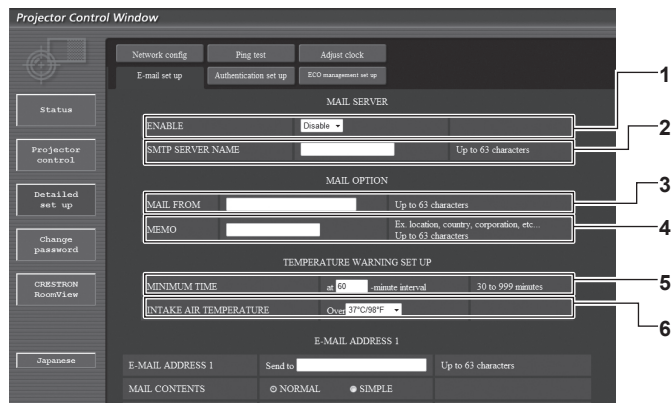 Projector Control Window
Network config Ping test Adjust clock
E-mail set up Authentication set up ECO management set up
Status
Projector control
Detailed set up
Change password
CRESTRON RoomView
Japanese
MAIL SERVER
ENABLE Disable
1
SMTP SERVER NAME Up to 63 characters
2
MAIL OPTION
MAIL FROM Up to 63 characters
3
MEMO Ex. location, country, corporation, etc...
Up to 63 characters
4
TEMPERATURE WARNING SET UP
MINIMUM TIME at 60 -minute interval 30 to 999 minutes
5
INTAKE AIR TEMPERATURE Over 37°C/98°F
6
E-MAIL ADDRESS 1
E-MAIL ADDRESS 1 Send to Up to 63 characters
MAIL CONTENTS NORMAL SIMPLE